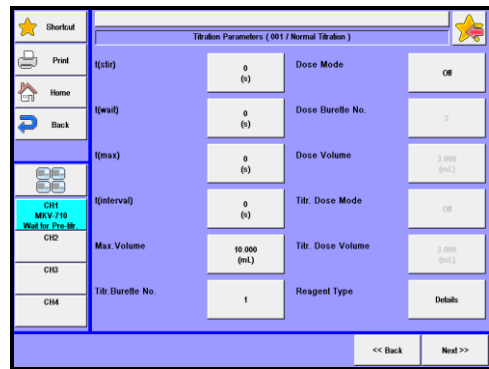 Shortcut
Titration Parameters ( 001 / Normal Titration )
Print
Home
Back
CH1
MKV-710
Wait for Pre-titr.
CH2
CH3
CH4
t(stir)
0
(s)
Dose Mode
Off
t(wait)
0
(s)
Dose Burette No.
2
t(max)
0
(s)
Dose Volume
3.000
(mL)
t(interval)
0
(s)
Titr. Dose Mode
Off
Max.Volume
10.000
(mL)
Titr. Dose Volume
3.000
(mL)
Titr.Burette No.
1
Reagent Type
Details
<< Back
Next >>